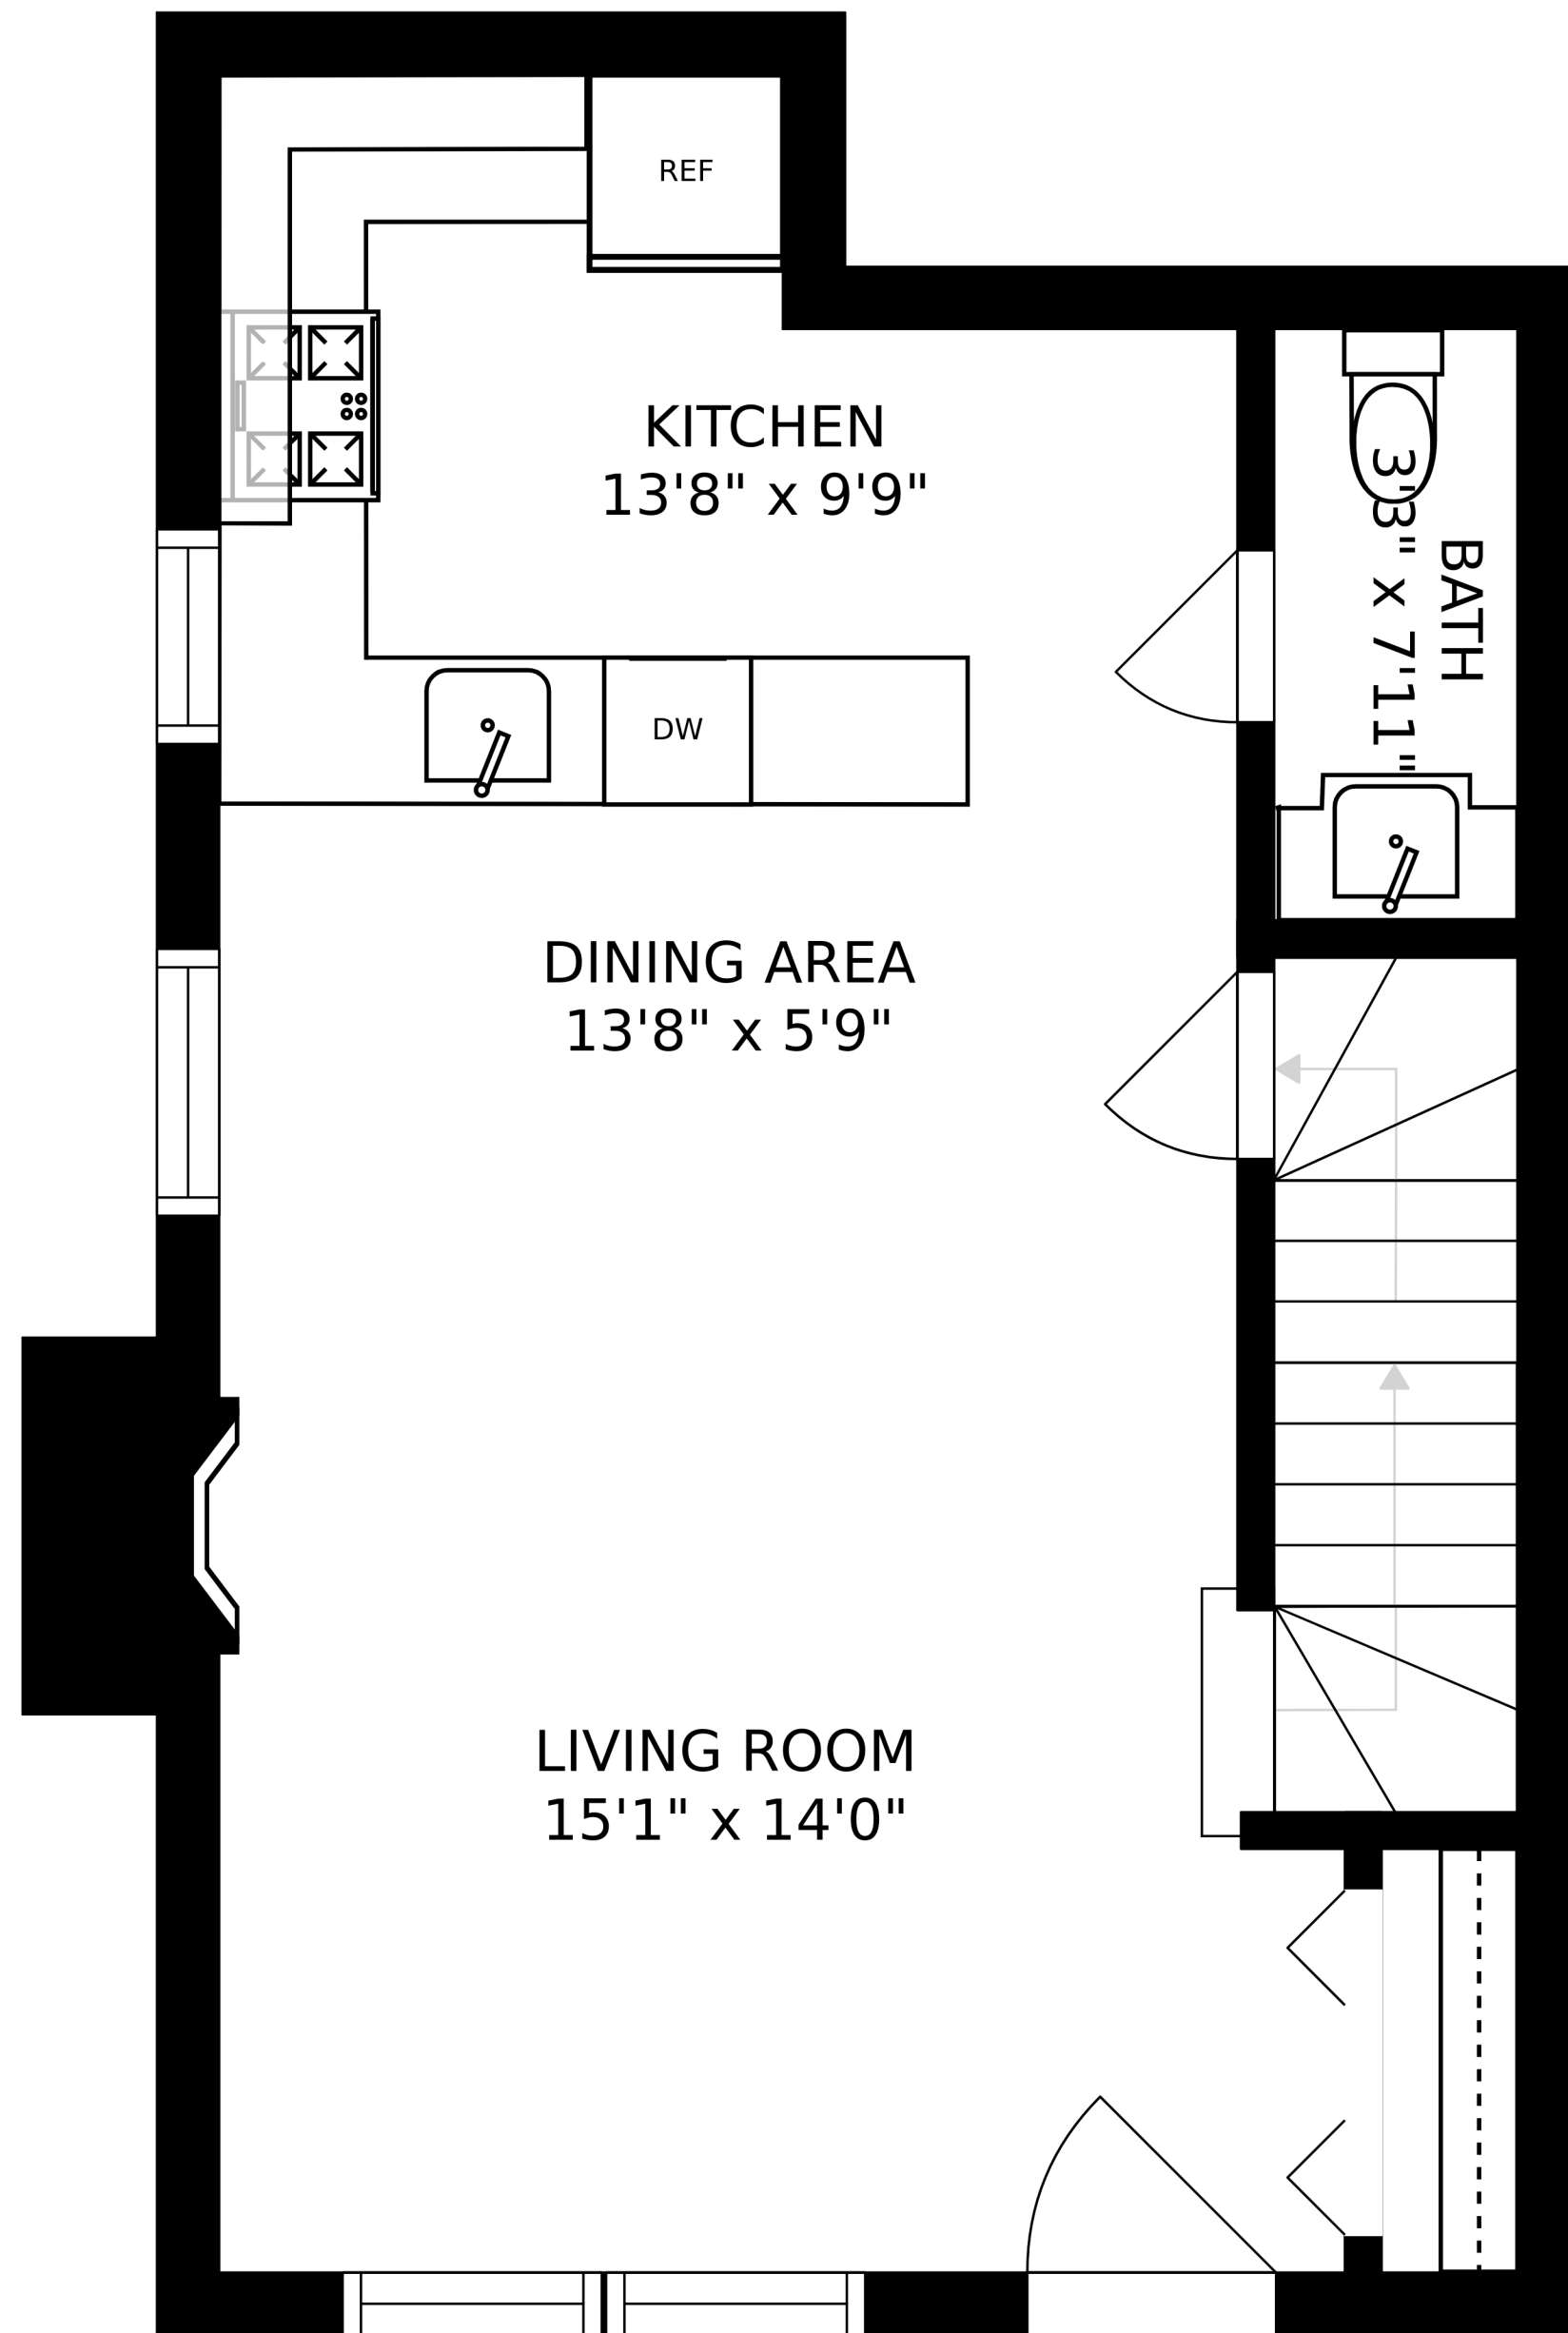 REF
KITCHEN
13'8" x 9'9"
BATH
3'3" x 7'11"
DW
DINING AREA
13'8" x 5'9"
LIVING ROOM
15'1" x 14'0"